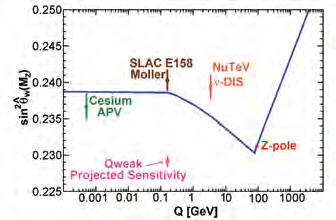 0.250
0.245
0.240
0.235
0.230
0.225
sin²θ̂w(MZ)
SLAC E158
Moller
NuTeV
ν-DIS
Cesium
APV
Z-pole
Qweak
Projected Sensitivity
0.001 0.01 0.1 1 10 100 1000
Q [GeV]